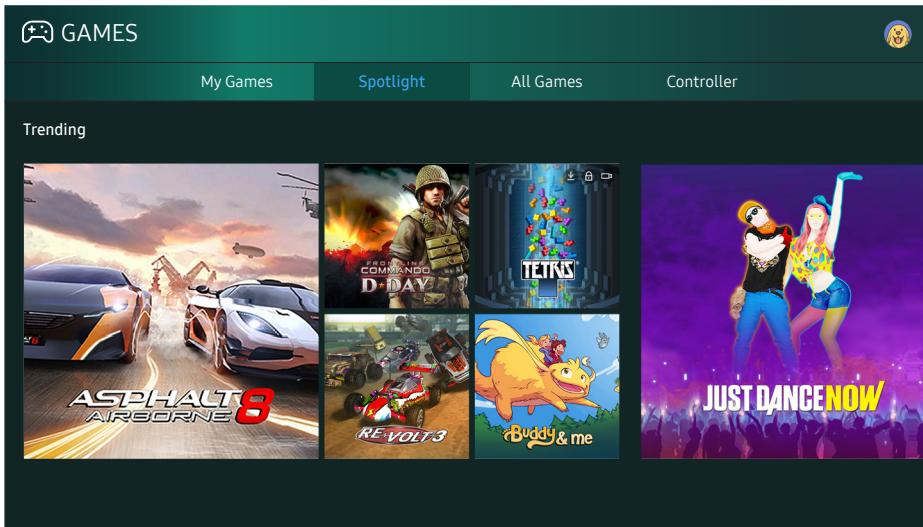 GAMES
My Games
Spotlight
All Games
Controller
Trending
ASPHALT 8
AIRBORNE
FRONTLINE
COMMANDO
D★DAY
TETRIS
RE-VOLT 3
Buddy & me
JUST DANCE NOW